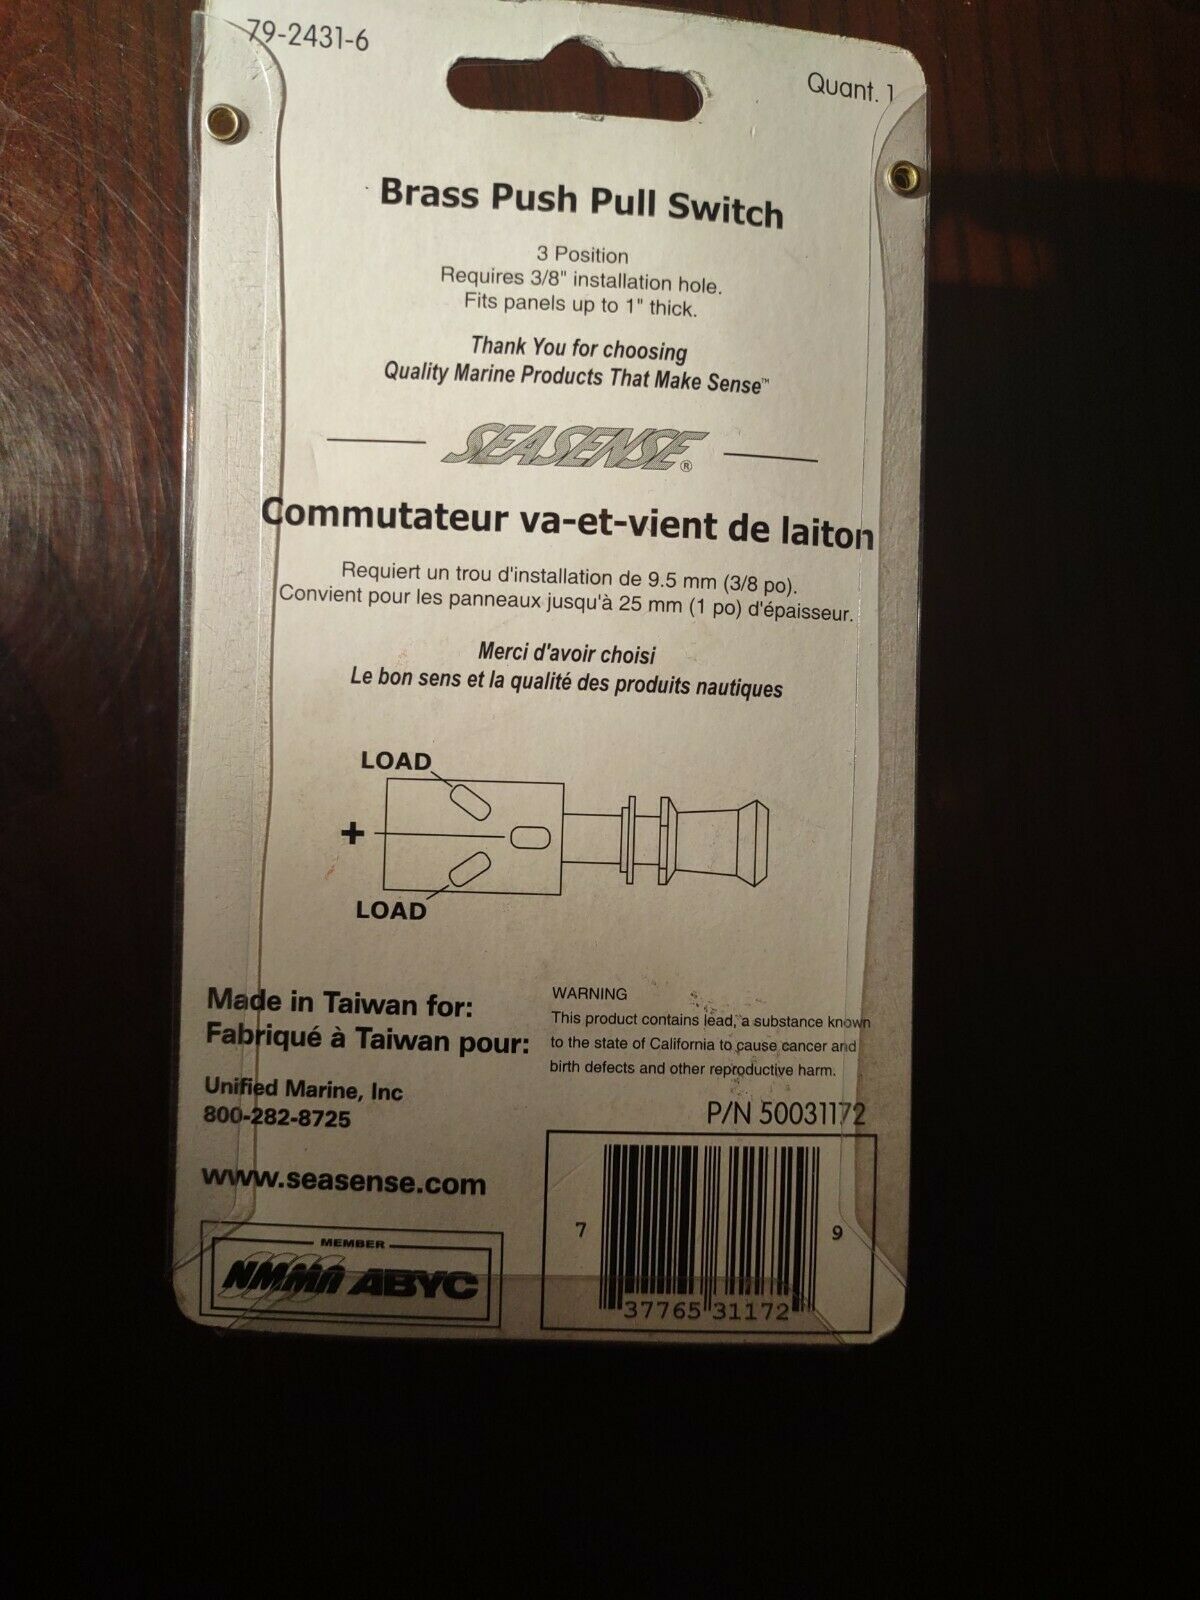 79-2431-6
Quant. 1
Brass Push Pull Switch
3 Position
Requires 3/8" installation hole.
Fits panels up to 1" thick.
Thank You for choosing
Quality Marine Products That Make Sense™
SEASENSE®
Commutateur va-et-vient de laiton
Requiert un trou d'installation de 9.5 mm (3/8 po).
Convient pour les panneaux jusqu'à 25 mm (1 po) d'épaisseur.
Merci d'avoir choisi
Le bon sens et la qualité des produits nautiques
LOAD
+
LOAD
Made in Taiwan for:
Fabriqué à Taiwan pour:
Unified Marine, Inc
800-282-8725
www.seasense.com
MEMBER
NMMA ABYC
WARNING
This product contains lead, a substance known
to the state of California to cause cancer and
birth defects and other reproductive harm.
P/N 50031172
7 37765 31172 9